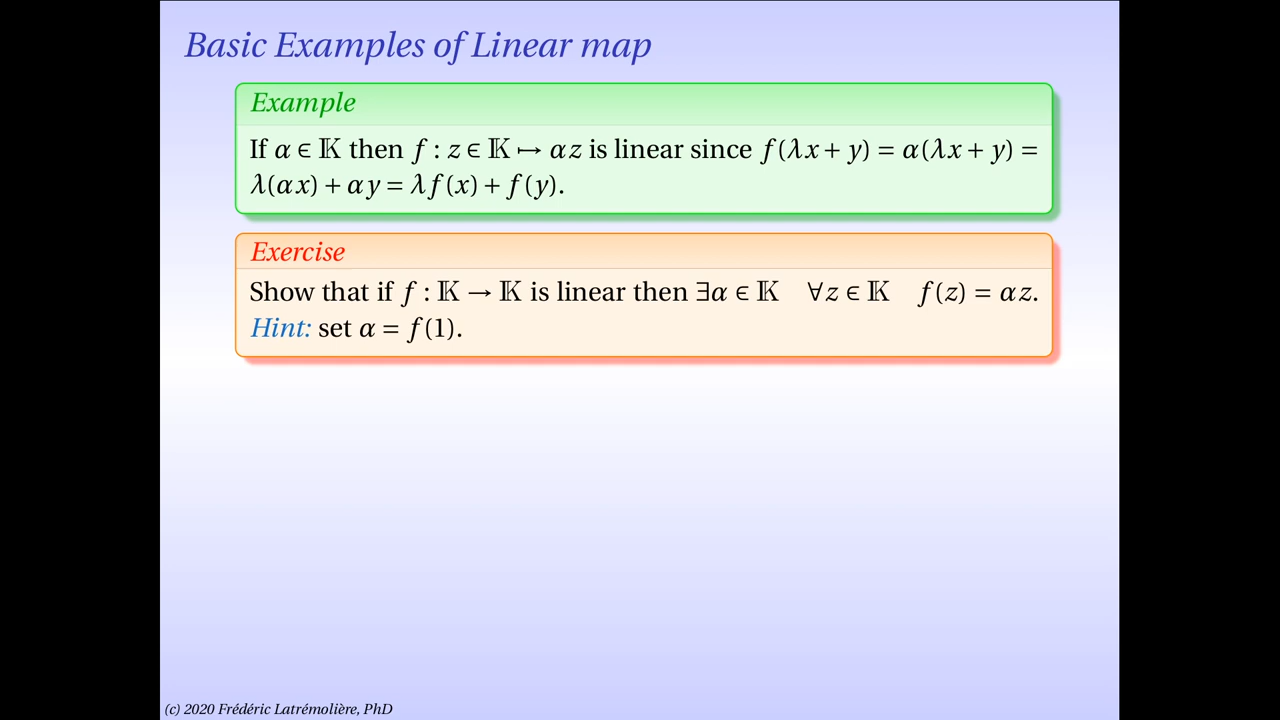 Basic Examples of Linear map
Example
If α ∈ 𝕂 then f : z ∈ 𝕂 ↦ αz is linear since f(λx + y) = α(λx + y) =
λ(αx) + αy = λf(x) + f(y).
Exercise
Show that if f : 𝕂 → 𝕂 is linear then ∃α ∈ 𝕂 ∀z ∈ 𝕂 f(z) = αz.
Hint: set α = f(1).
(c) 2020 Frédéric Latrémolière, PhD